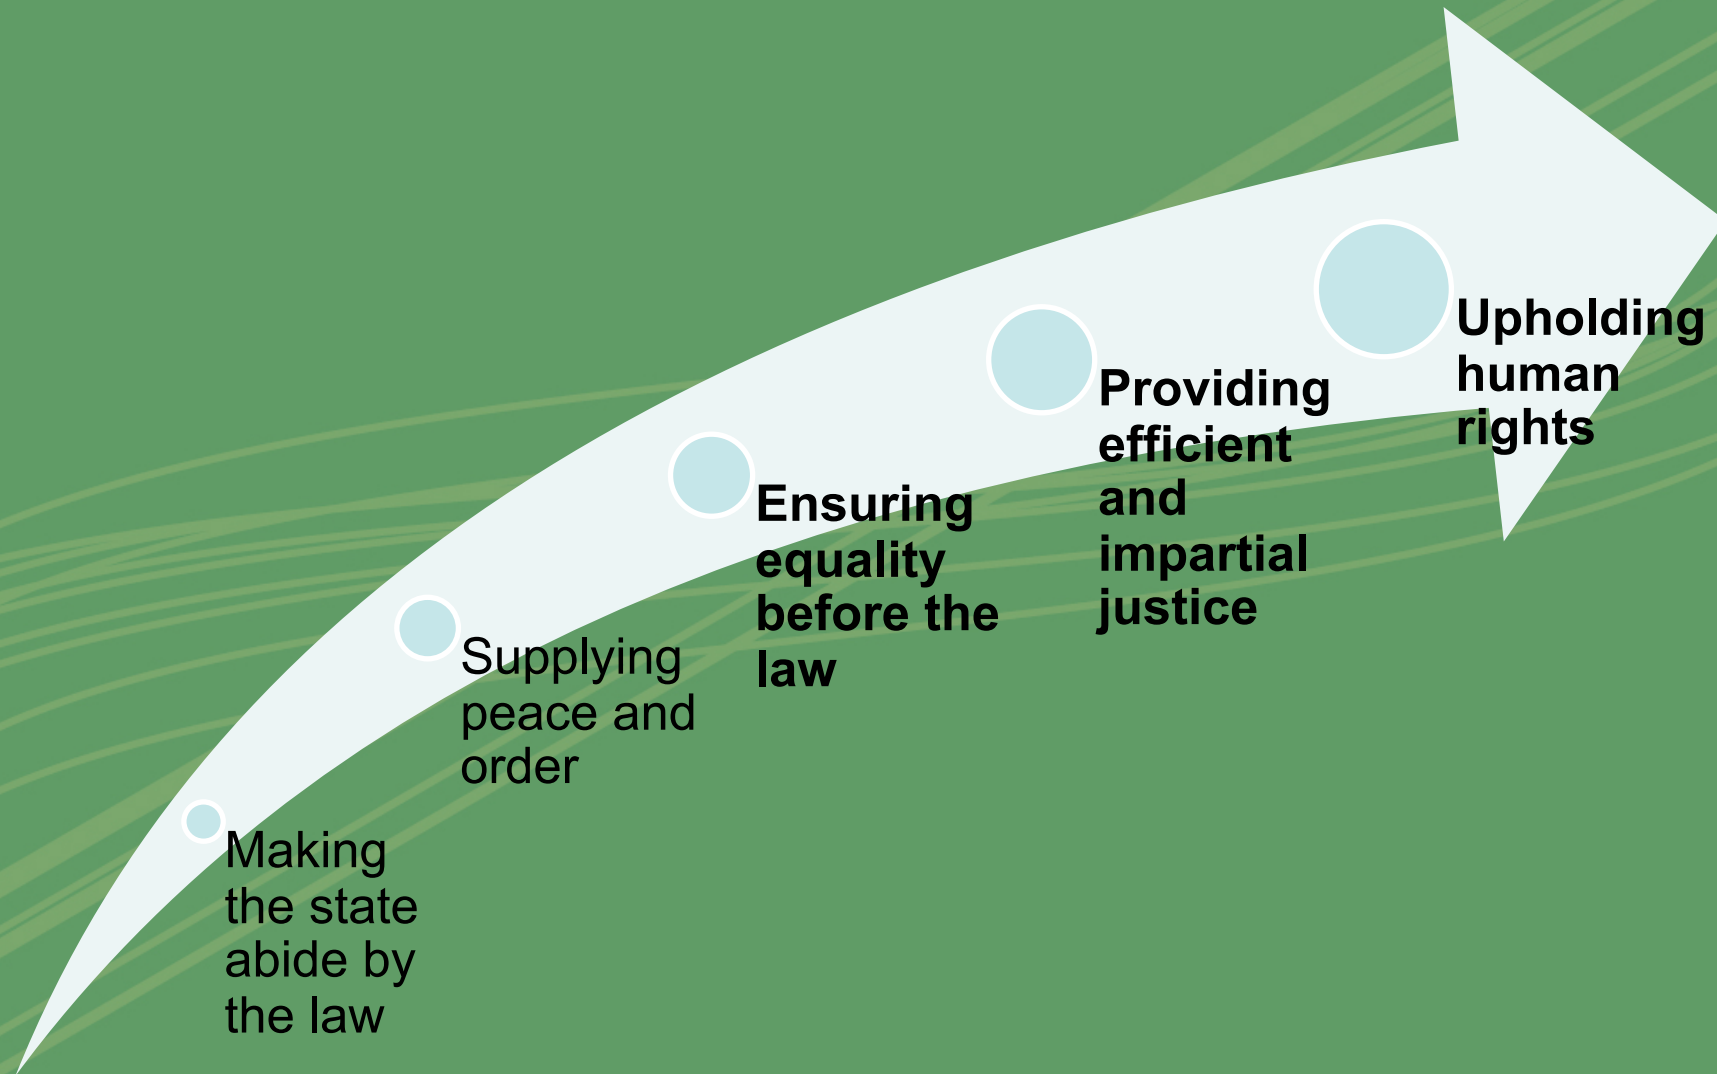 Making
the state
abide by
the law
Supplying
peace and
order
Ensuring
equality
before the
law
Providing
efficient
and
impartial
justice
Upholding
human
rights